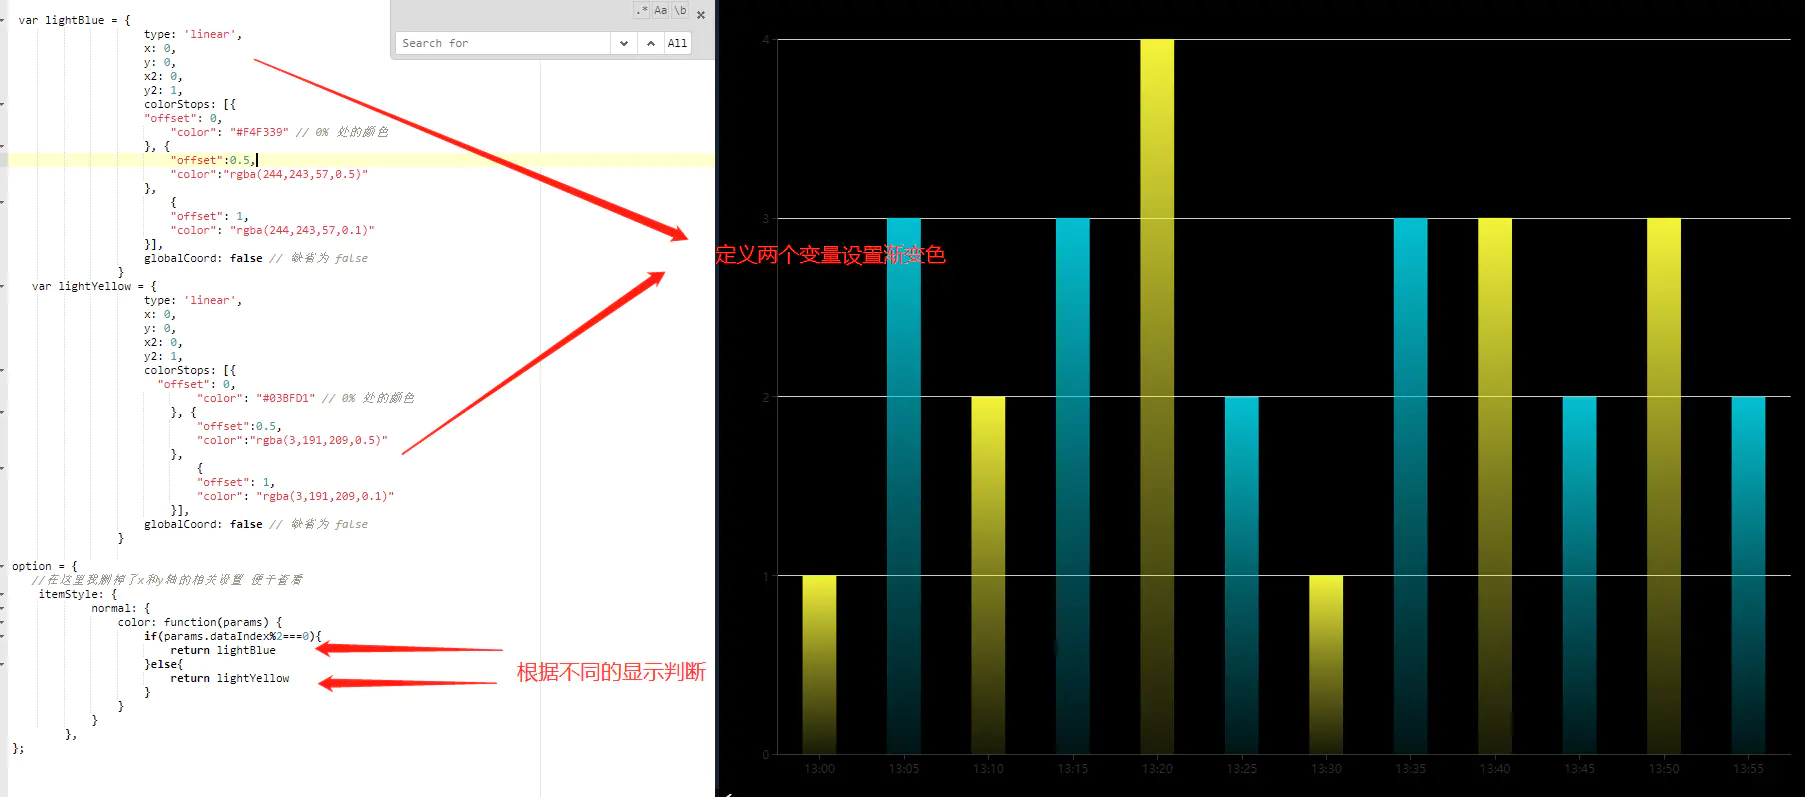 var lightBlue = {
type: 'linear',
x: 0,
y: 0,
x2: 0,
y2: 1,
colorStops: [{
"offset": 0,
"color": "#F4F339" // 0% 处的颜色
}, {
"offset":0.5,
"color":"rgba(244,243,57,0.5)"
},
{
"offset": 1,
"color": "rgba(244,243,57,0.1)"
}],
globalCoord: false // 缺省为 false
}
var lightYellow = {
type: 'linear',
x: 0,
y: 0,
x2: 0,
y2: 1,
colorStops: [{
"offset": 0,
"color": "#03BFD1" // 0% 处的颜色
}, {
"offset":0.5,
"color":"rgba(3,191,209,0.5)"
},
{
"offset": 1,
"color": "rgba(3,191,209,0.1)"
}],
globalCoord: false // 缺省为 false
}
option = {
//在这里我删掉了x和y轴的相关设置 便于查看
itemStyle: {
normal: {
color: function(params) {
if(params.dataIndex%2===0){
return lightBlue
}else{
return lightYellow
}
}
}
},
};
.* Aa \b ×
Search for
All
定义两个变量设置渐变色
根据不同的显示判断
4
3
2
1
0
13:00 13:05 13:10 13:15 13:20 13:25 13:30 13:35 13:40 13:45 13:50 13:55